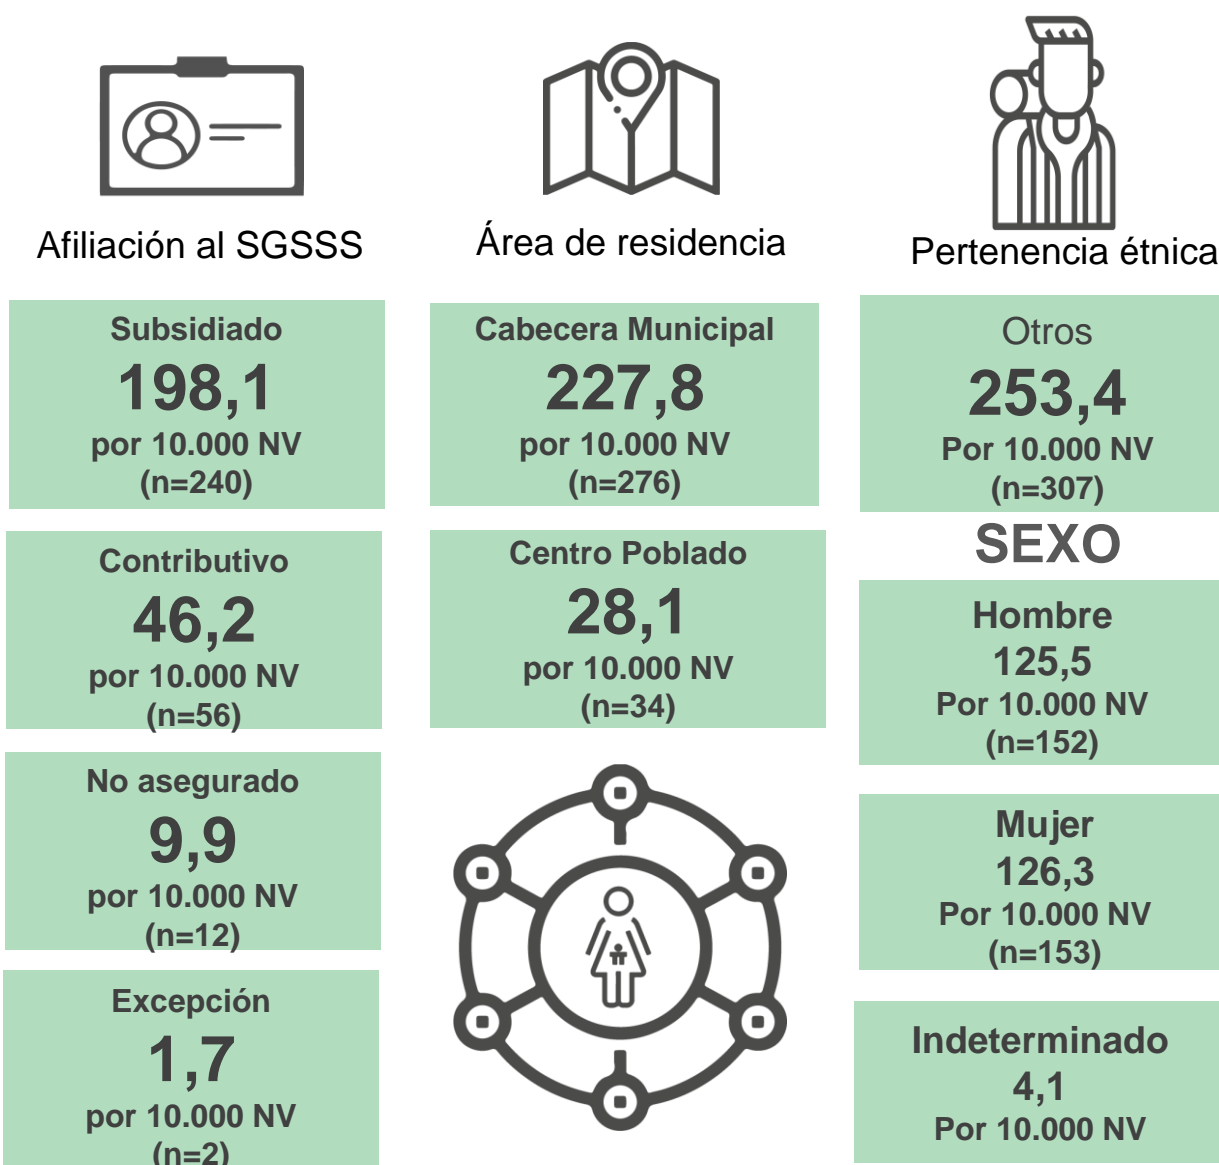 Afiliación al SGSSS
Subsidiado
198,1
por 10.000 NV
(n=240)
Contributivo
46,2
por 10.000 NV
(n=56)
No asegurado
9,9
por 10.000 NV
(n=12)
Excepción
1,7
por 10.000 NV
(n=2)
Área de residencia
Cabecera Municipal
227,8
por 10.000 NV
(n=276)
Centro Poblado
28,1
por 10.000 NV
(n=34)
Pertenencia étnica
Otros
253,4
Por 10.000 NV
(n=307)
SEXO
Hombre
125,5
Por 10.000 NV
(n=152)
Mujer
126,3
Por 10.000 NV
(n=153)
Indeterminado
4,1
Por 10.000 NV